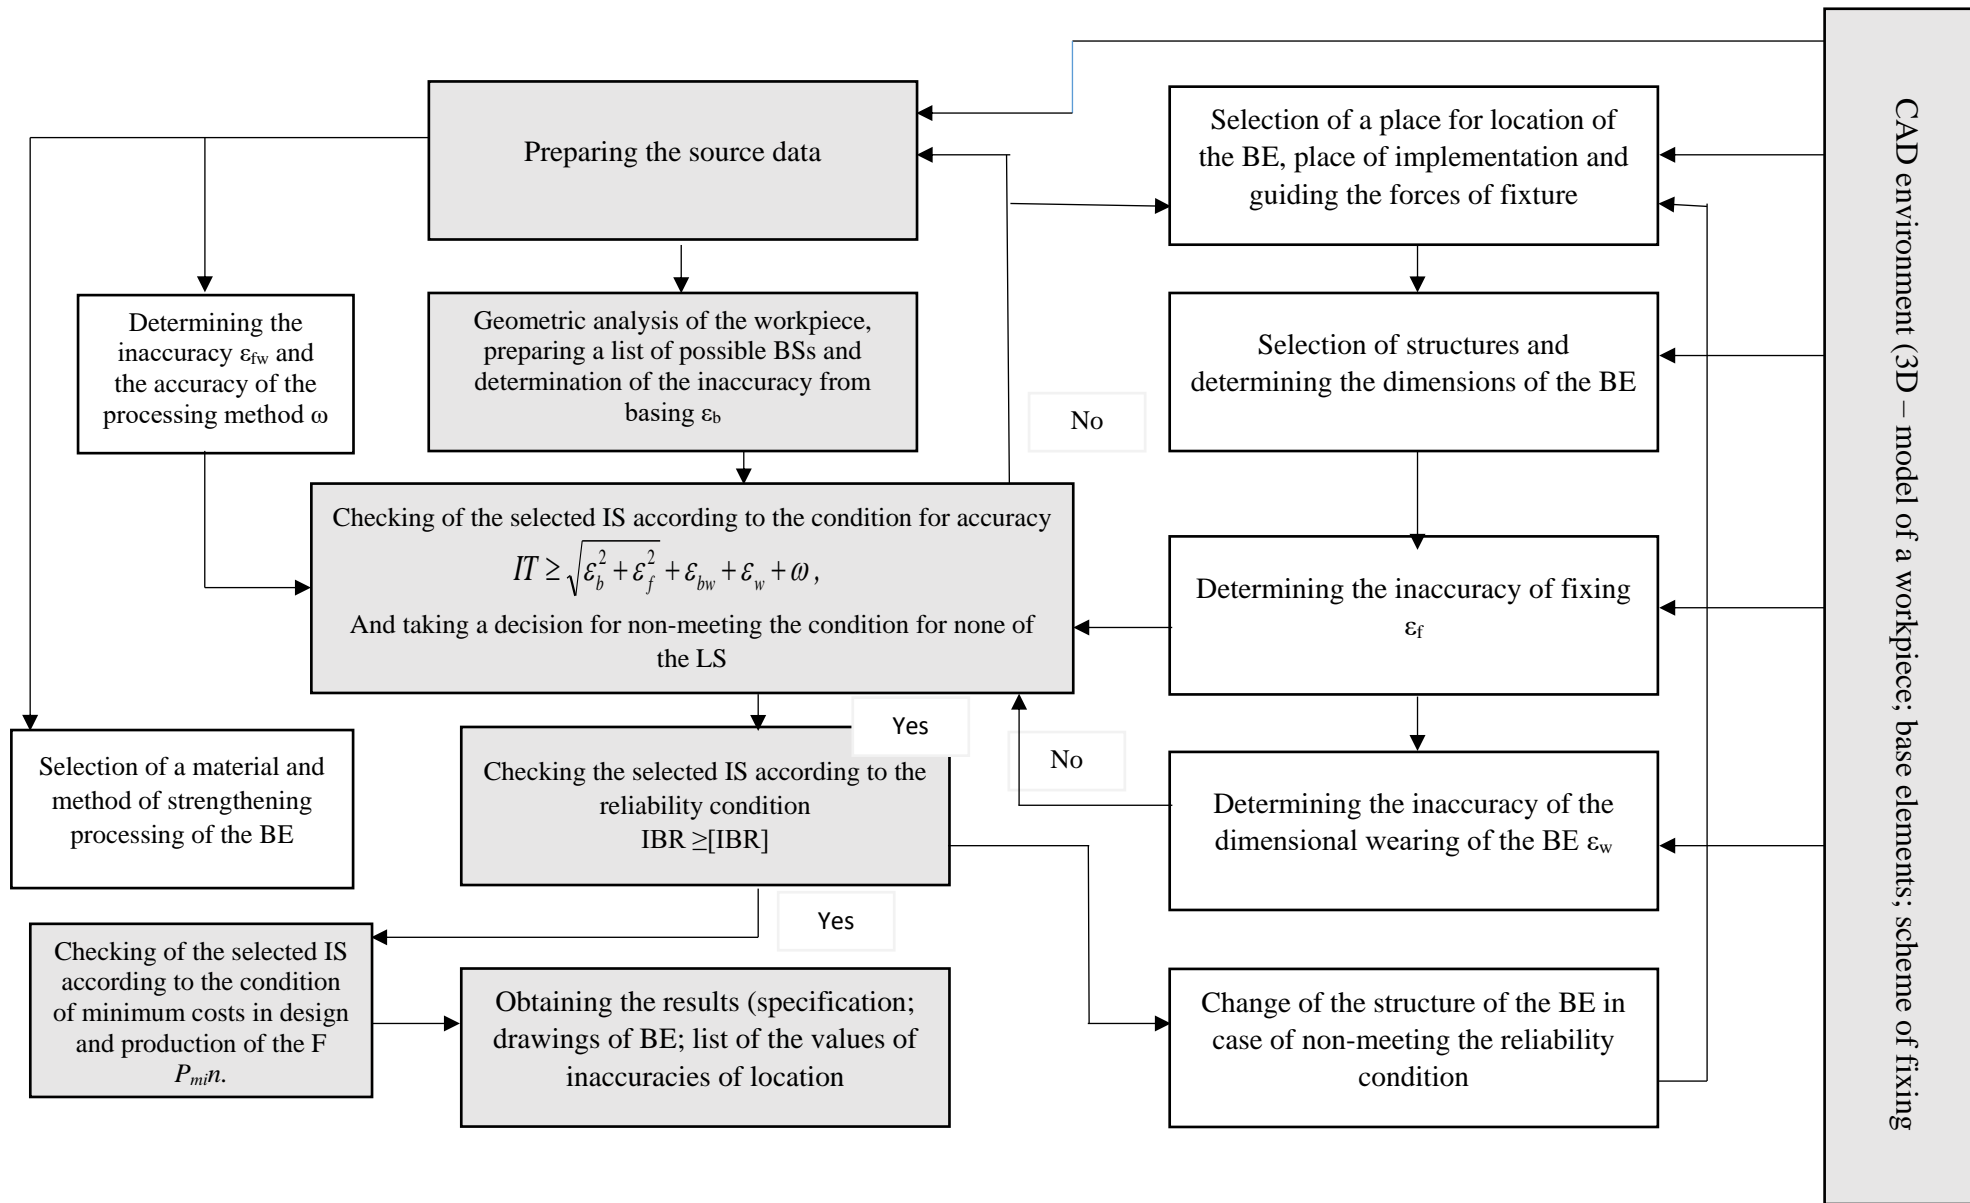 Preparing the source data
Selection of a place for location of
the BE, place of implementation and
guiding the forces of fixture
Determining the
inaccuracy εfw and
the accuracy of the
processing method ω
Geometric analysis of the workpiece,
preparing a list of possible BSs and
determination of the inaccuracy from
basing εb
Selection of structures and
determining the dimensions of the BE
No
Checking of the selected IS according to the condition for accuracy
IT ≥ √(ε_b^2 + ε_f^2) + ε_bw + ε_w + ω ,
And taking a decision for non-meeting the condition for none of
the LS
Determining the inaccuracy of fixing
εf
Yes
No
Selection of a material and
method of strengthening
processing of the BE
Checking the selected IS according to the
reliability condition
IBR ≥[IBR]
Determining the inaccuracy of the
dimensional wearing of the BE εw
Yes
Checking of the selected IS
according to the condition
of minimum costs in design
and production of the F
Pmin.
Obtaining the results (specification;
drawings of BE; list of the values of
inaccuracies of location
Change of the structure of the BE in
case of non-meeting the reliability
condition
CAD environment (3D – model of a workpiece; base elements; scheme of fixing